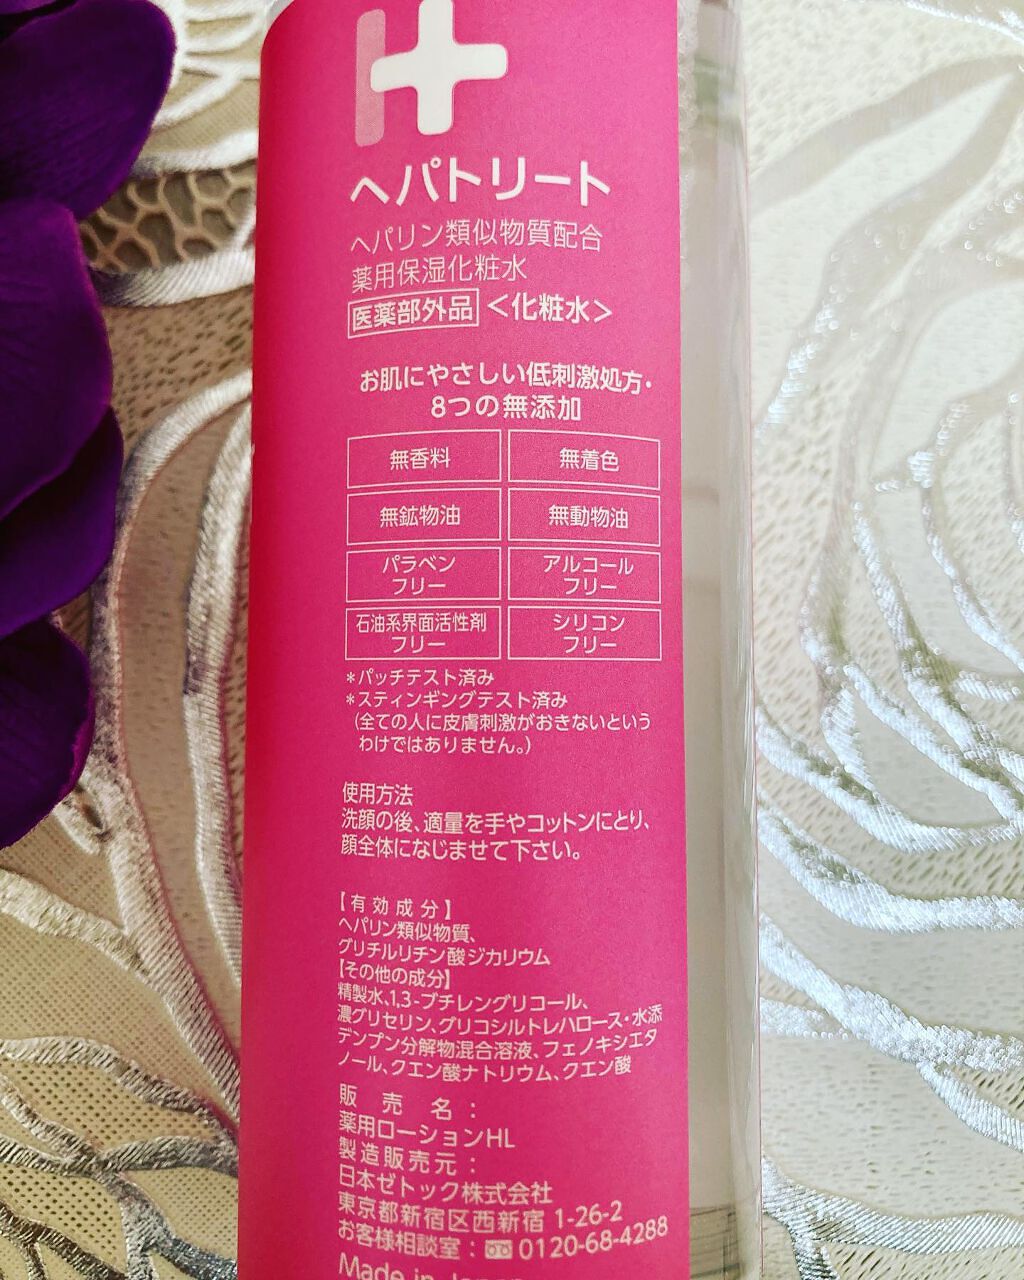 ヘパトリート
ヘパリン類似物質配合
薬用保湿化粧水
医薬部外品 <化粧水>
お肌にやさしい低刺激処方・
8つの無添加
無香料 無着色
無鉱物油 無動物油
パラベン
フリー
アルコール
フリー
石油系界面活性剤
フリー
シリコン
フリー
*パッチテスト済み
*スティンギングテスト済み
(全ての人に皮膚刺激がおきないという
わけではありません。)
使用方法
洗顔の後、適量を手やコットンにとり、
顔全体になじませて下さい。
【有効成分】
ヘパリン類似物質、
グリチルリチン酸ジカリウム
【その他の成分】
精製水、1,3-ブチレングリコール、
濃グリセリン、グリコシルトレハロース・水添
デンプン分解物混合溶液、フェノキシエタ
ノール、クエン酸ナトリウム、クエン酸
販売名:
薬用ローションHL
製造販売元:
日本ゼトック株式会社
東京都新宿区西新宿 1-26-2
お客様相談室: 0120-68-4288
Made in Japan